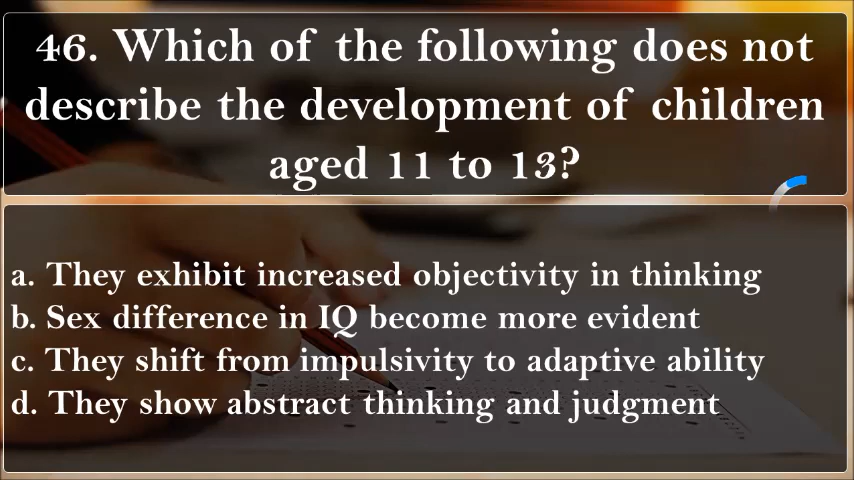 46. Which of the following does not
describe the development of children
aged 11 to 13?
a. They exhibit increased objectivity in thinking
b. Sex difference in IQ become more evident
c. They shift from impulsivity to adaptive ability
d. They show abstract thinking and judgment